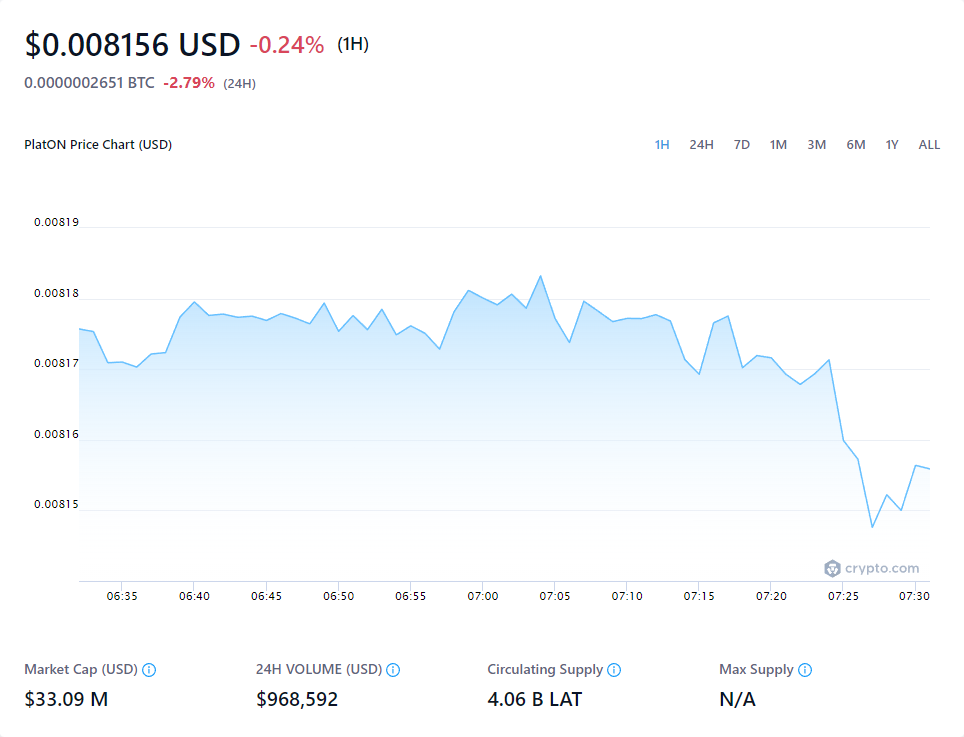 $0.008156 USD -0.24% (1H)
0.0000002651 BTC -2.79% (24H)
PlatON Price Chart (USD) 1H 24H 7D 1M 3M 6M 1Y ALL
0.00819
0.00818
0.00817
0.00816
0.00815
crypto.com
06:35 06:40 06:45 06:50 06:55 07:00 07:05 07:10 07:15 07:20 07:25 07:30
Market Cap (USD) 24H VOLUME (USD) Circulating Supply Max Supply
$33.09 M $968,592 4.06 B LAT N/A